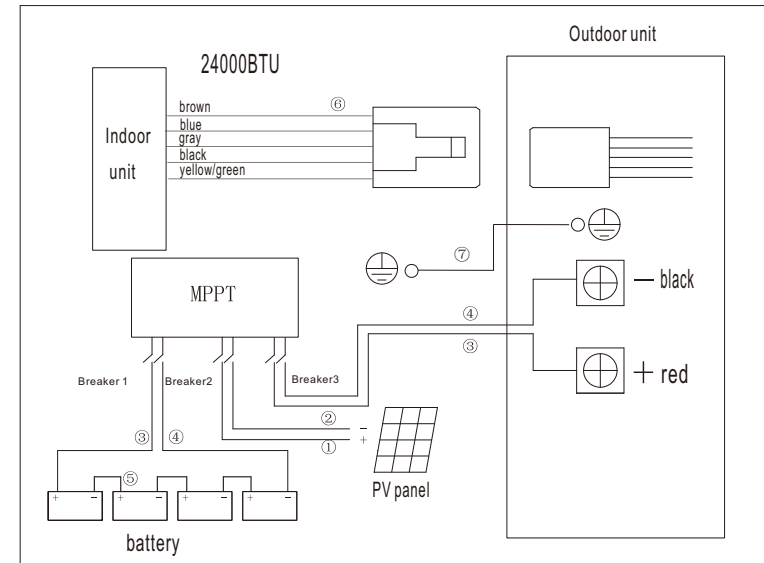 Outdoor unit
24000BTU
brown ⑥
blue
gray
black
yellow/green
Indoor
unit
⑦
MPPT
④
— black
③
+ red
Breaker 1
Breaker2
Breaker3
③ ④
② −
① +
⑤
+ − + − + − + −
PV panel
battery